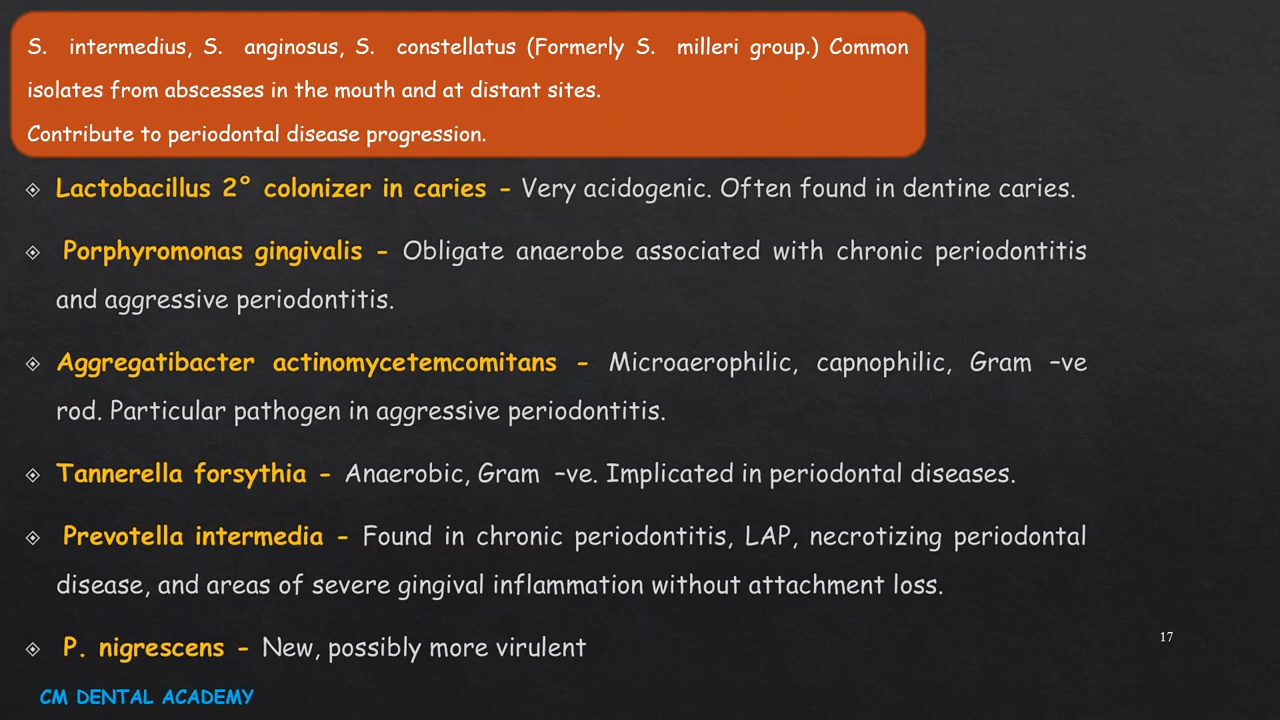 S. intermedius, S. anginosus, S. constellatus (Formerly S. milleri group.) Common
isolates from abscesses in the mouth and at distant sites.
Contribute to periodontal disease progression.
Lactobacillus 2° colonizer in caries - Very acidogenic. Often found in dentine caries.
Porphyromonas gingivalis - Obligate anaerobe associated with chronic periodontitis
and aggressive periodontitis.
Aggregatibacter actinomycetemcomitans - Microaerophilic, capnophilic, Gram –ve
rod. Particular pathogen in aggressive periodontitis.
Tannerella forsythia - Anaerobic, Gram –ve. Implicated in periodontal diseases.
Prevotella intermedia - Found in chronic periodontitis, LAP, necrotizing periodontal
disease, and areas of severe gingival inflammation without attachment loss.
17
P. nigrescens - New, possibly more virulent
CM DENTAL ACADEMY